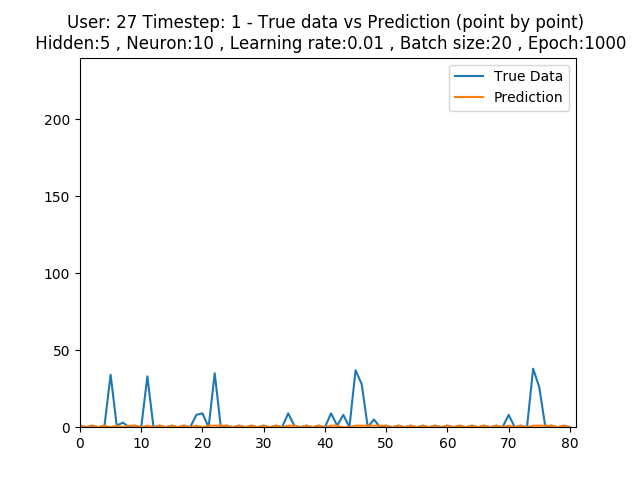 User: 27 Timestep: 1 - True data vs Prediction (point by point)
Hidden:5 , Neuron:10 , Learning rate:0.01 , Batch size:20 , Epoch:1000
True Data
Prediction
200
150
100
50
0
0 10 20 30 40 50 60 70 80